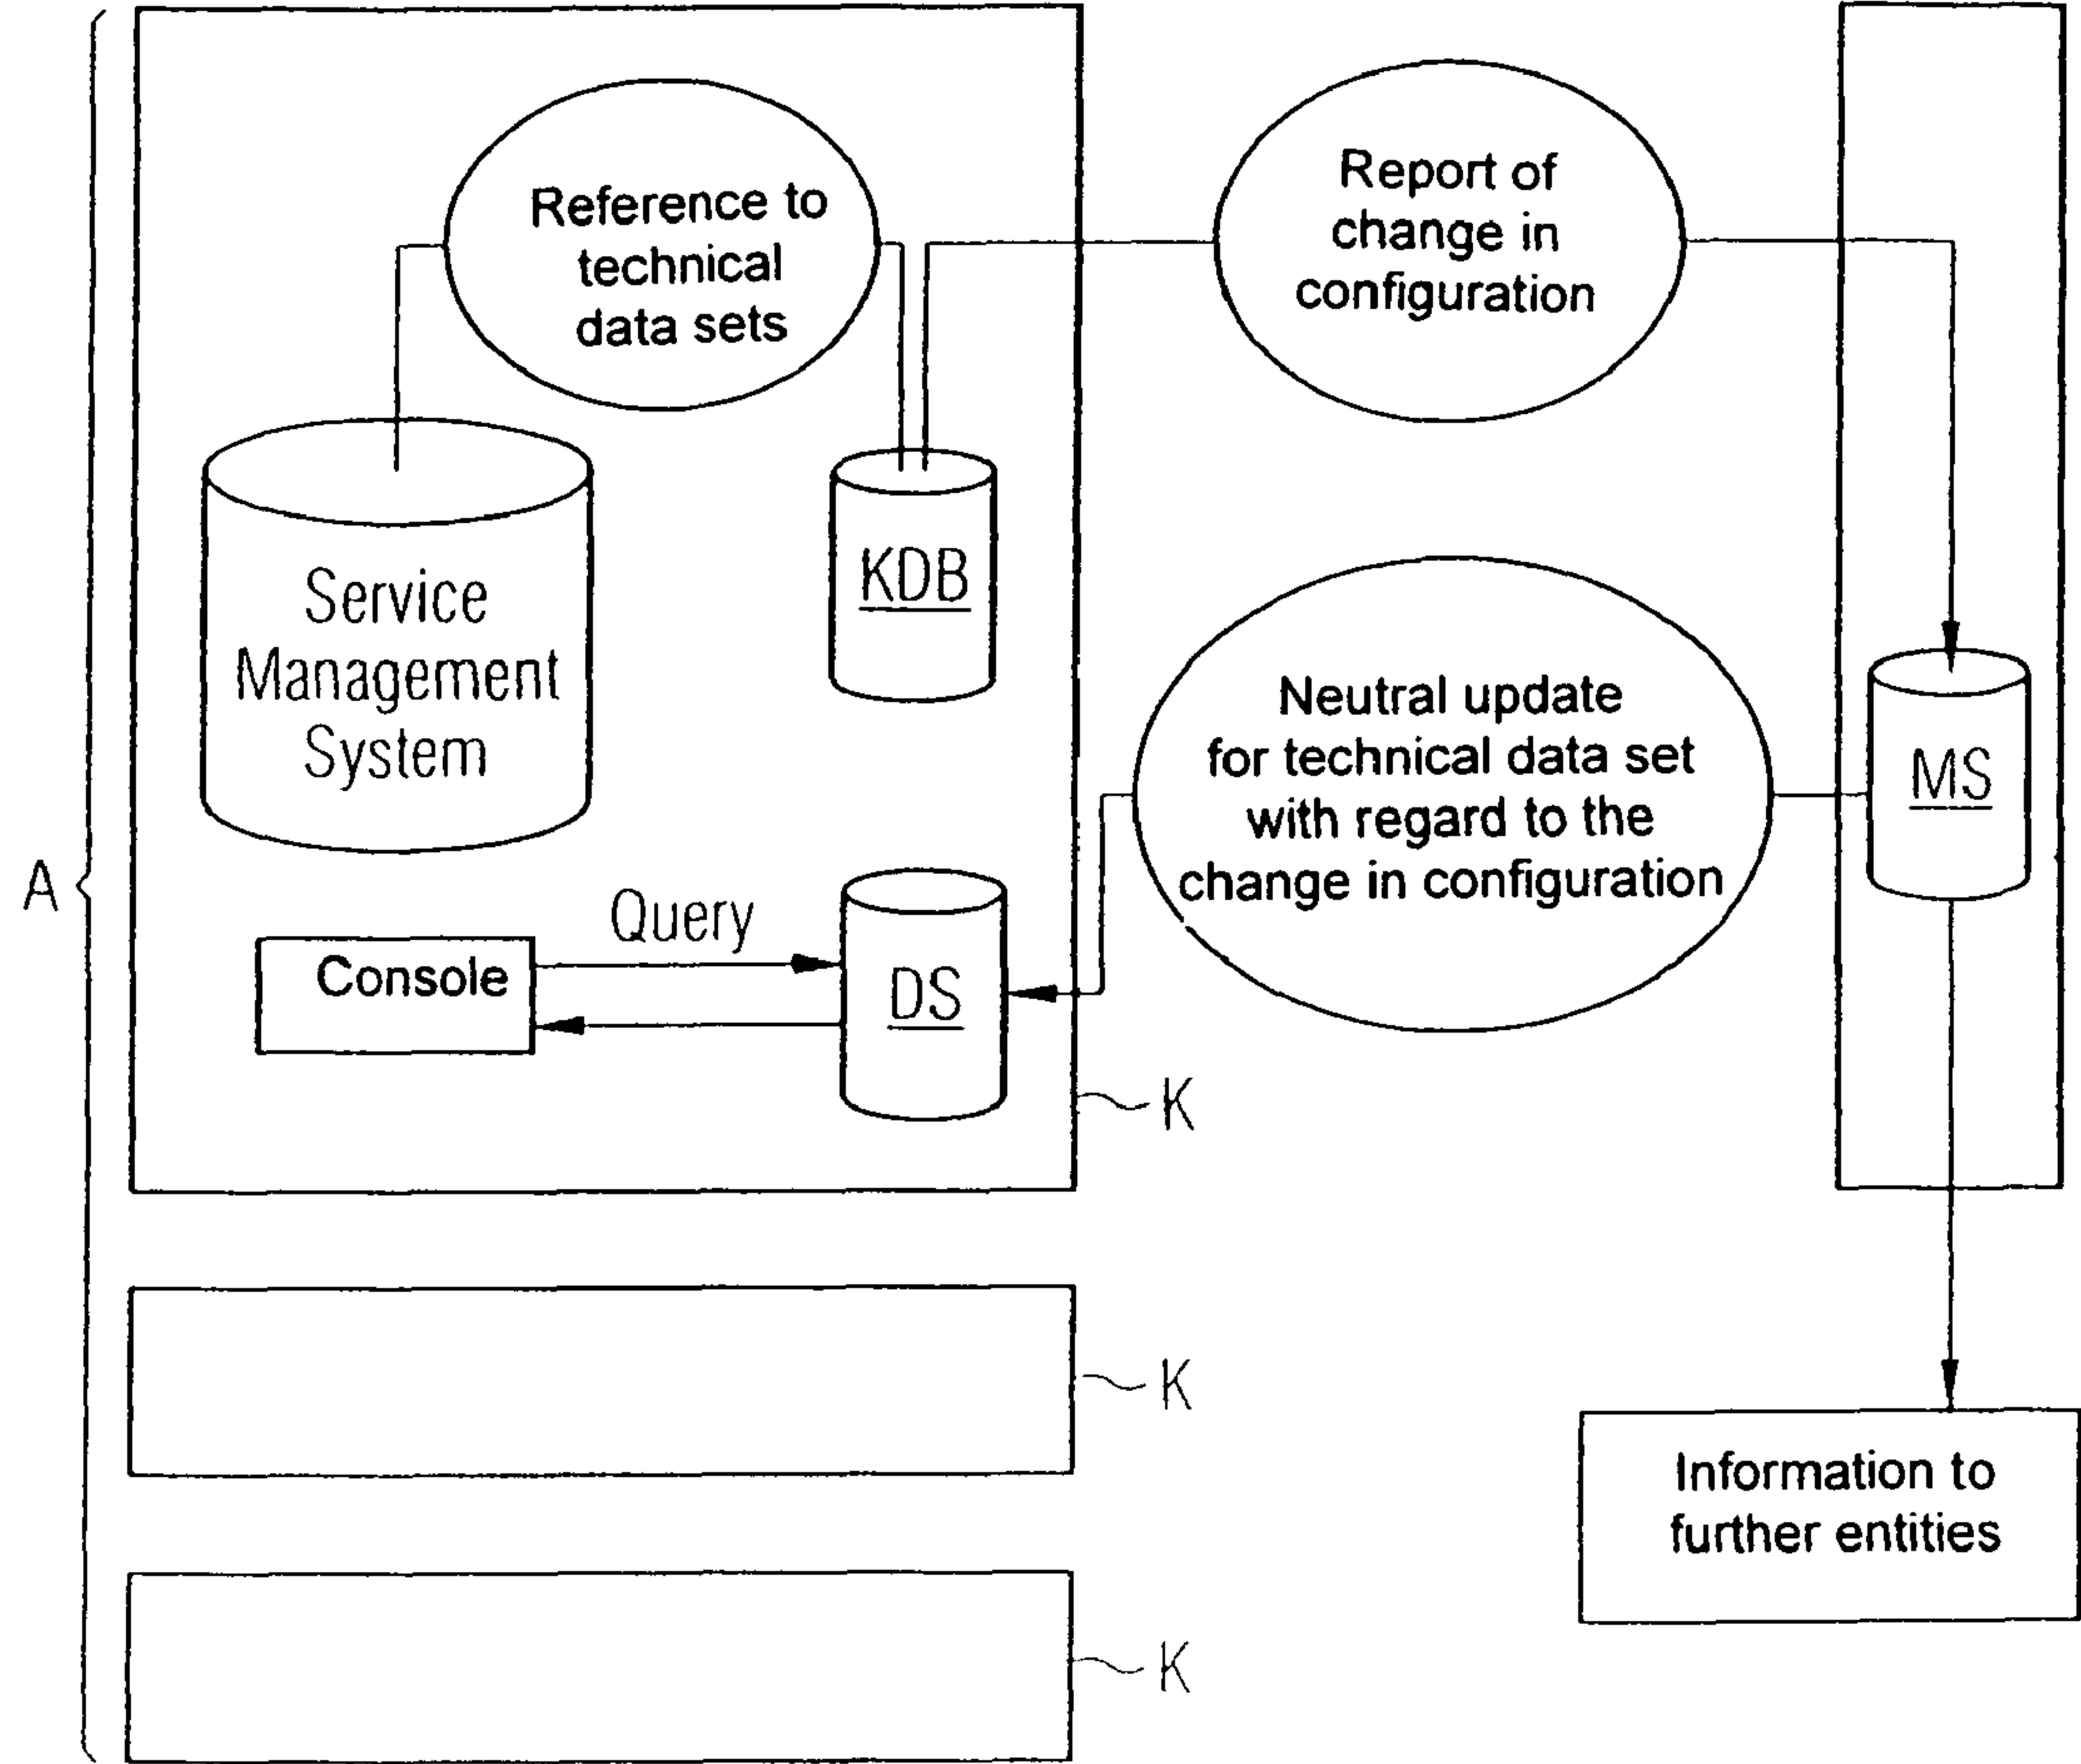 Reference to
technical
data sets
Report of
change in
configuration
Service
Management
System
KDB
Neutral update
for technical data set
with regard to the
change in configuration
MS
A
Query
Console
DS
K
K
Information to
further entities
K